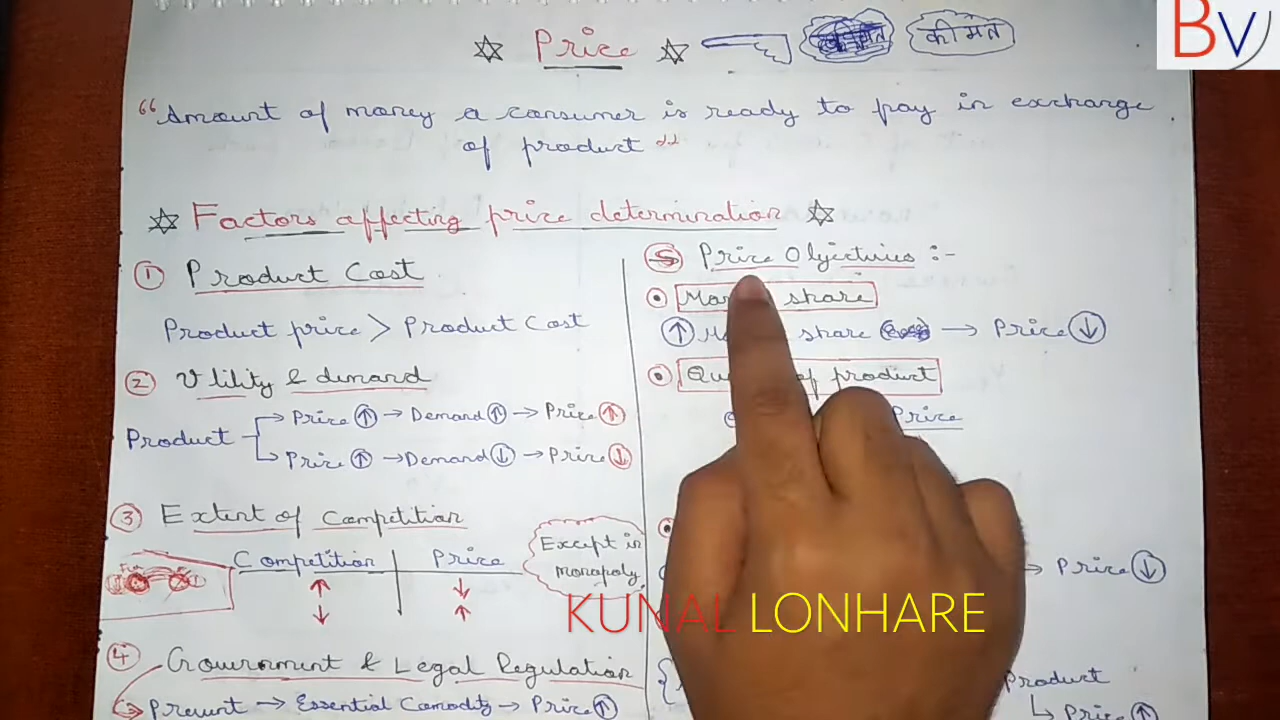 BV
☆ Price ☆ कीमत
“Amount of money a consumer is ready to pay in exchange
of product”
☆ Factors affecting price determination ☆
① Product Cost
Product price > Product Cost
② Utility & demand
Product
Price ↑ → Demand ↑ → Price ↑
Price ↑ → Demand ↓ → Price ↓
③ Extent of Competition
Competition Price
↑ ↓
↓ ↑
Except in
monopoly
④ Government & Legal Regulation
Prevent → Essential Comodity → Price ↑
⑤ Price Objectives :-
share
↑ share → Price ↓
of product
Price
Price ↓
Product
Price ↑
KUNAL LONHARE